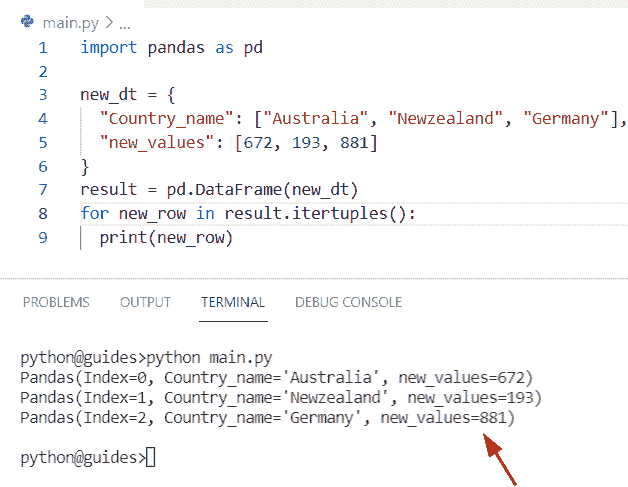 main.py > ...
1 import pandas as pd
2
3 new_dt = {
4 "Country_name": ["Australia", "Newzealand", "Germany"],
5 "new_values": [672, 193, 881]
6 }
7 result = pd.DataFrame(new_dt)
8 for new_row in result.itertuples():
9 print(new_row)
PROBLEMS OUTPUT TERMINAL DEBUG CONSOLE
python@guides>python main.py
Pandas(Index=0, Country_name='Australia', new_values=672)
Pandas(Index=1, Country_name='Newzealand', new_values=193)
Pandas(Index=2, Country_name='Germany', new_values=881)
python@guides>